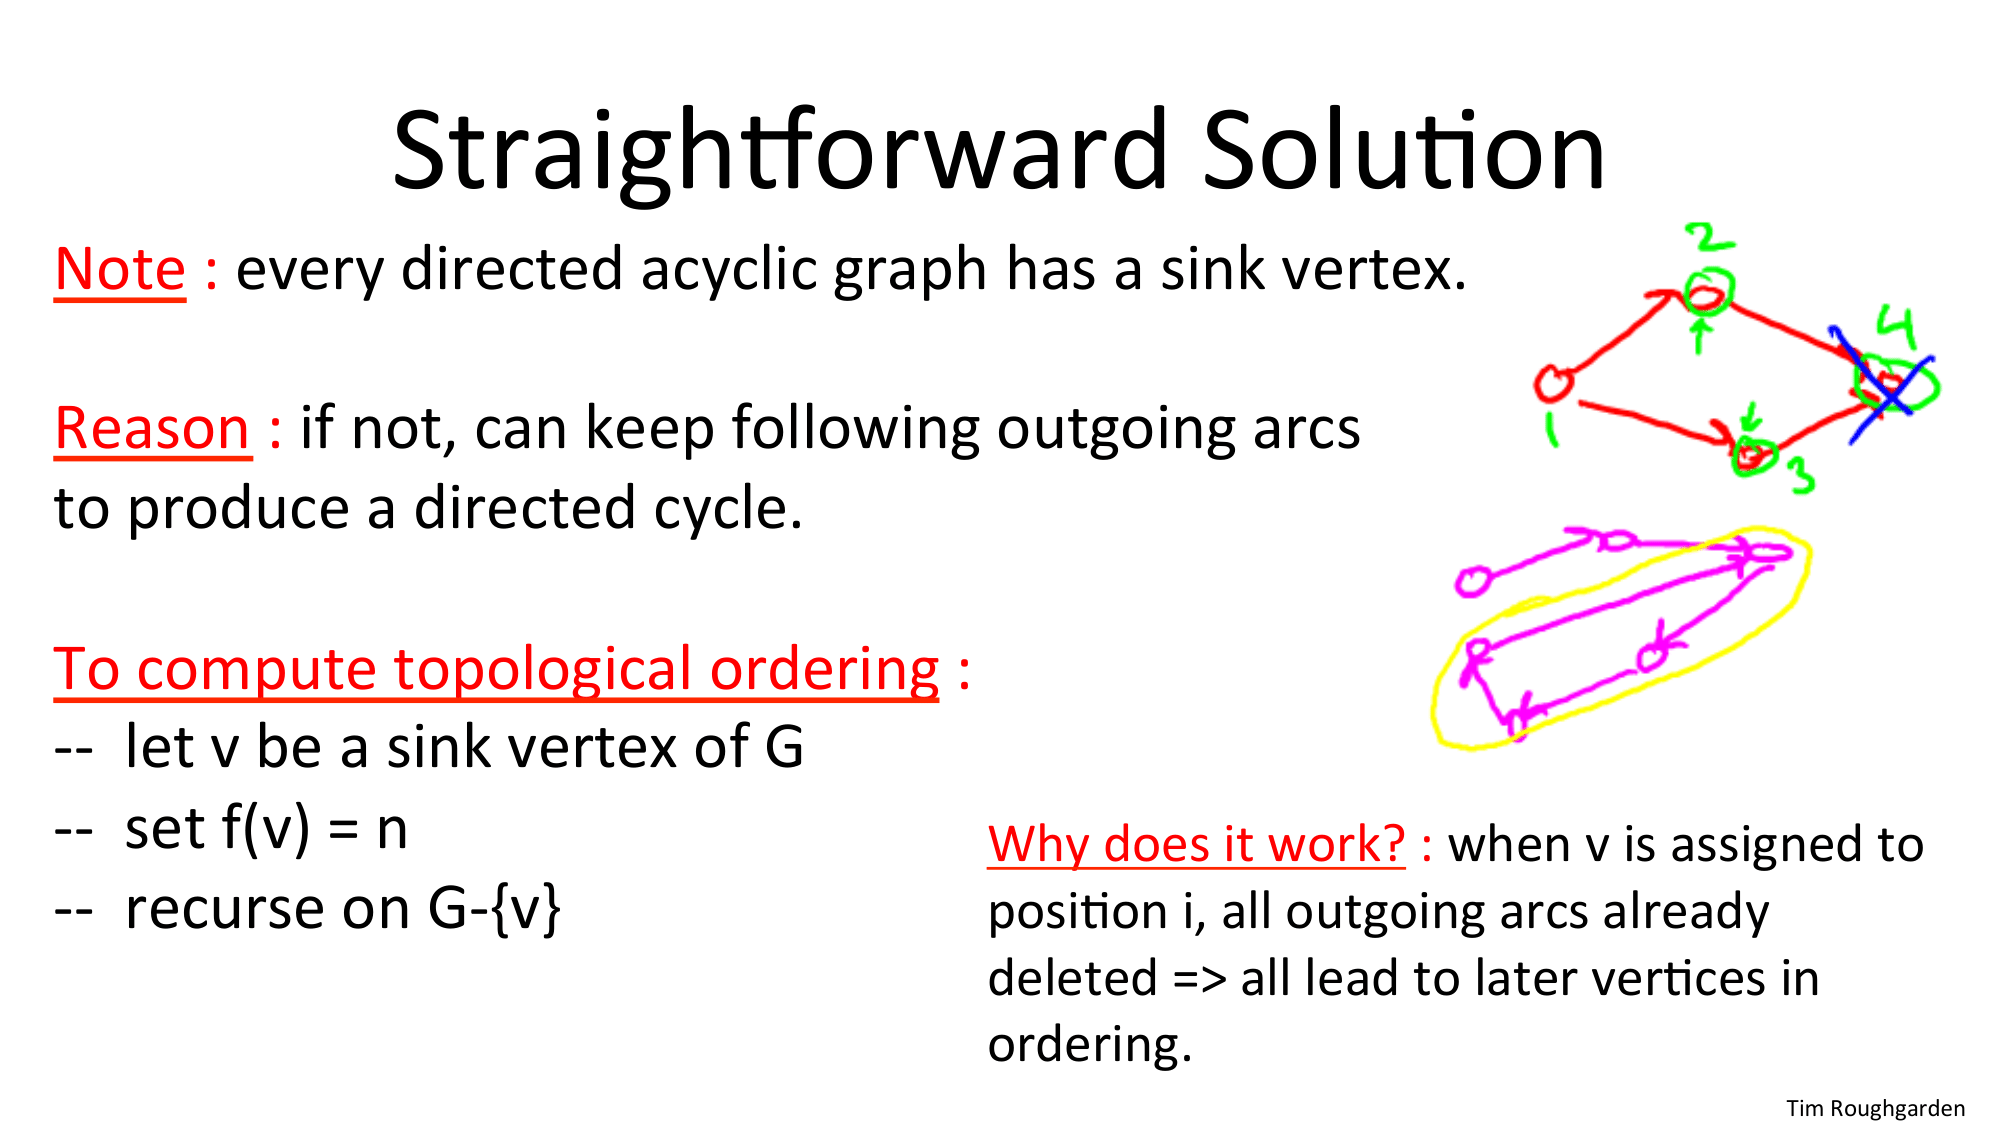 Straightforward Solution
Note : every directed acyclic graph has a sink vertex.
Reason : if not, can keep following outgoing arcs
to produce a directed cycle.
To compute topological ordering :
-- let v be a sink vertex of G
-- set f(v) = n
-- recurse on G-{v}
2
4
1
3
Why does it work? : when v is assigned to
position i, all outgoing arcs already
deleted => all lead to later vertices in
ordering.
Tim Roughgarden